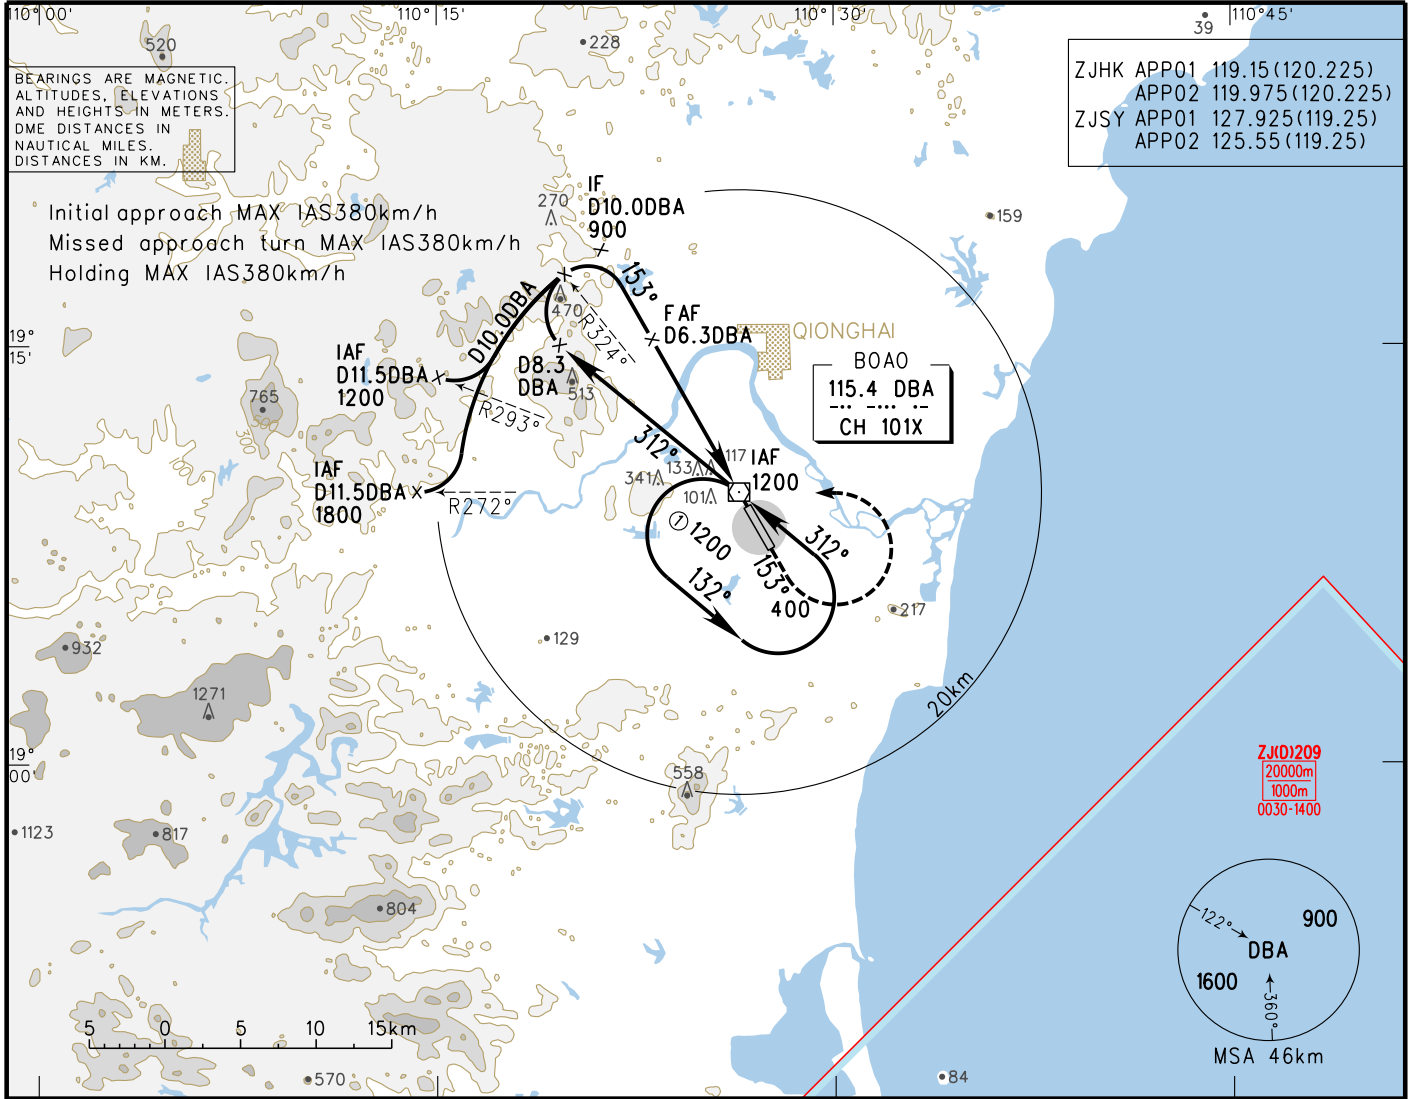 110° 00'
110° 15'
110° 30'
110° 45'
520
228
39
BEARINGS ARE MAGNETIC.
ALTITUDES, ELEVATIONS
AND HEIGHTS IN METERS.
DME DISTANCES IN
NAUTICAL MILES.
DISTANCES IN KM.
ZJHK APP01 119.15(120.225)
APP02 119.975(120.225)
ZJSY APP01 127.925(119.25)
APP02 125.55(119.25)
Initial approach MAX IAS380km/h
Missed approach turn MAX IAS380km/h
Holding MAX IAS380km/h
270
IF
D10.0DBA
900
159
153°
D10.0DBA
470
R324°
FAF
D6.3DBA
QIONGHAI
19°
15'
IAF
D11.5DBA
1200
D8.3
DBA
513
BOAO
115.4 DBA
-·· -··· ·-
CH 101X
765
500
100
100
R293°
312°
IAF
D11.5DBA
1800
R272°
341
133
117
101
IAF
1200
① 1200
312°
132°
153°
400
217
129
932
1271
20km
19°
00'
558
ZJ(D)209
20000m
1000m
0030-1400
1123
817
804
122°
900
DBA
1600
360°
MSA 46km
5 0 5 10 15km
570
84